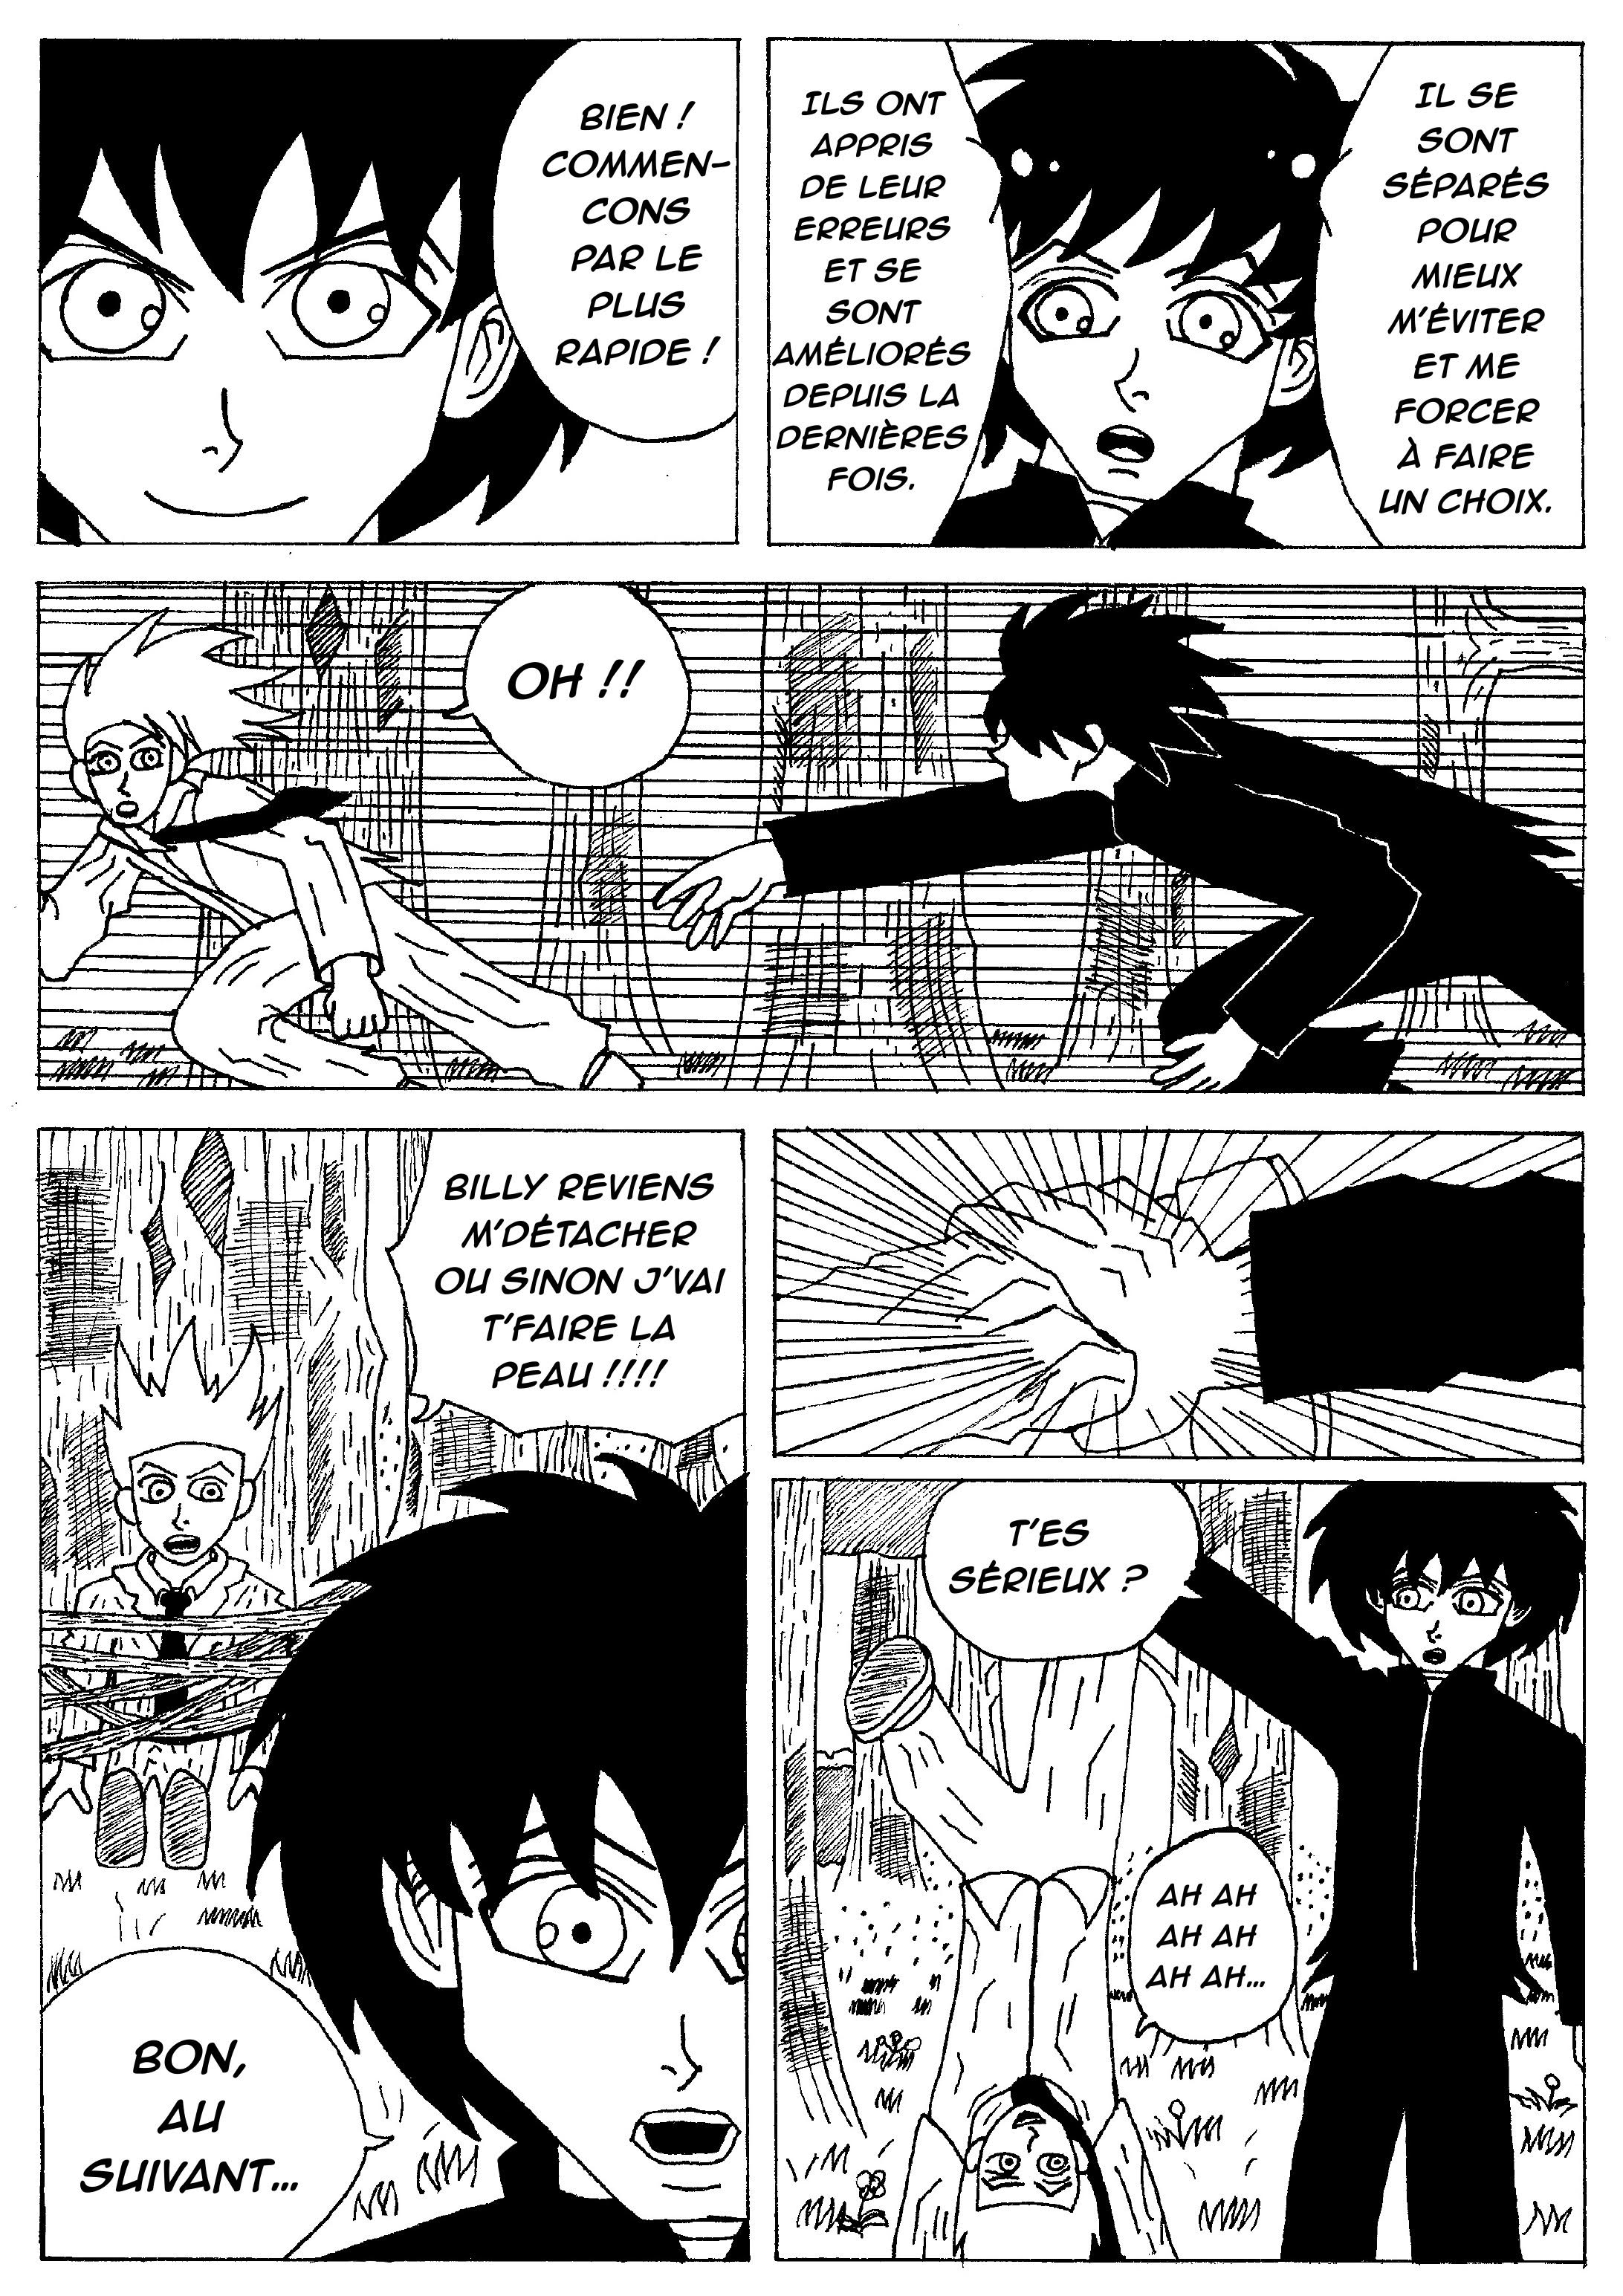 IL SE
SONT
SÉPARÉS
POUR
MIEUX
M'ÉVITER
ET ME
FORCER
À FAIRE
UN CHOIX.
ILS ONT
APPRIS
DE LEUR
ERREURS
ET SE
SONT
AMÉLIORÉS
DEPUIS LA
DERNIÈRES
FOIS.
BIEN !
COMMEN-
CONS
PAR LE
PLUS
RAPIDE !
OH !!
T'ES
SÉRIEUX ?
AH AH
AH AH
AH AH...
BILLY REVIENS
M'DÉTACHER
OU SINON J'VAI
T'FAIRE LA
PEAU !!!!
BON,
AU
SUIVANT...